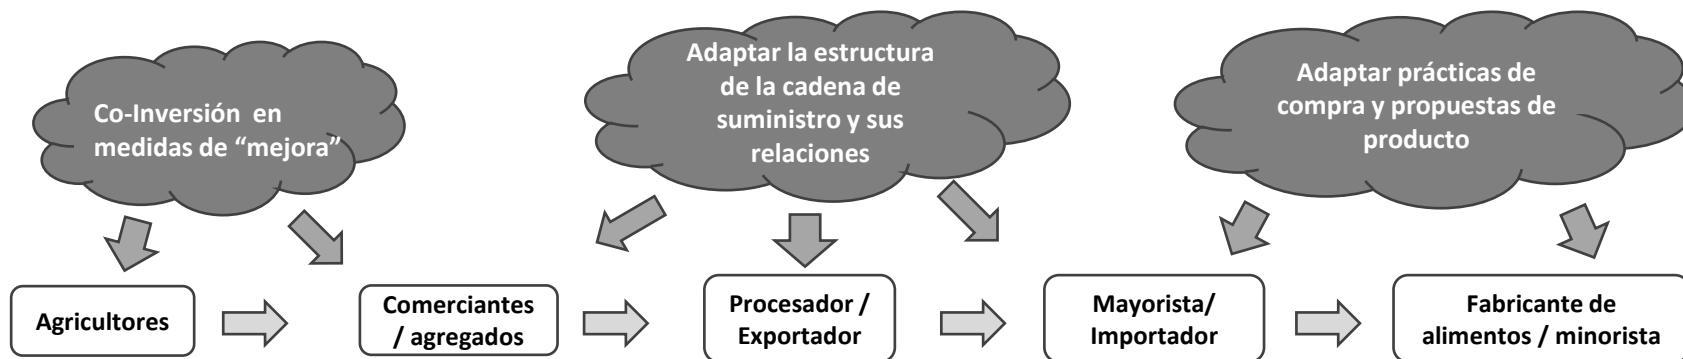 Co-Inversión en
medidas de “mejora”
Adaptar la estructura
de la cadena de
suministro y sus
relaciones
Adaptar prácticas de
compra y propuestas de
producto
Agricultores
Comerciantes
/ agregados
Procesador /
Exportador
Mayorista/
Importador
Fabricante de
alimentos / minorista